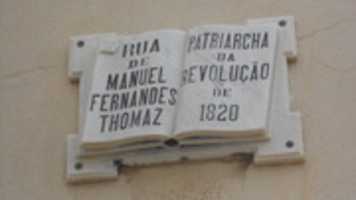 RUA
DE
MANUEL
FERNANDES
THOMAZ
PATRIARCHA
DA
REVOLUÇÃO
DE
1820